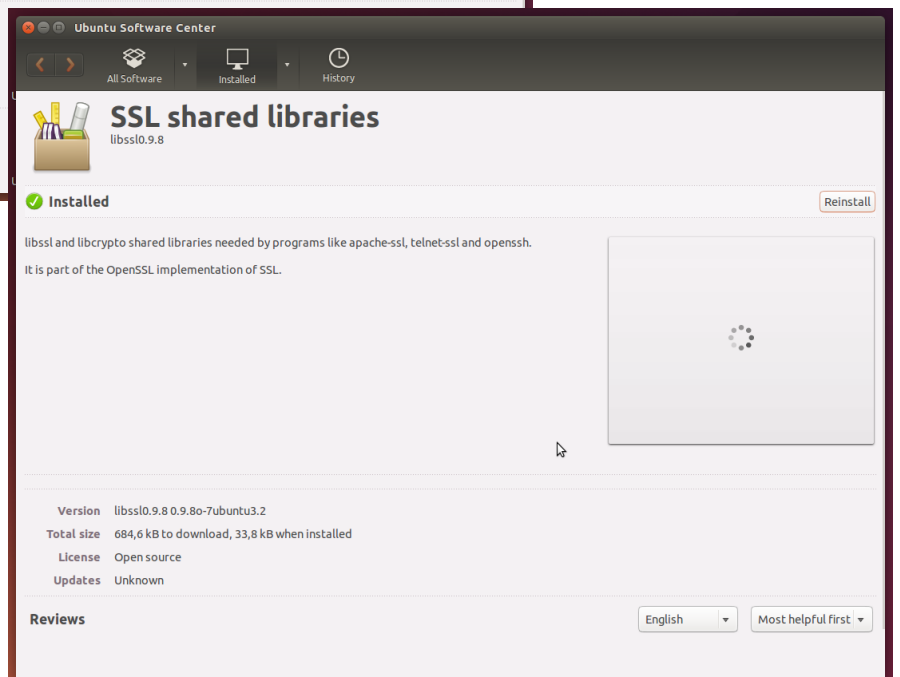 Ubuntu Software Center
All Software
Installed
History
SSL shared libraries
libssl0.9.8
Installed
Reinstall
libssl and libcrypto shared libraries needed by programs like apache-ssl, telnet-ssl and openssh.
It is part of the OpenSSL implementation of SSL.
Version libssl0.9.8 0.9.8o-7ubuntu3.2
Total size 684,6 kB to download, 33,8 kB when installed
License Open source
Updates Unknown
Reviews
English
Most helpful first